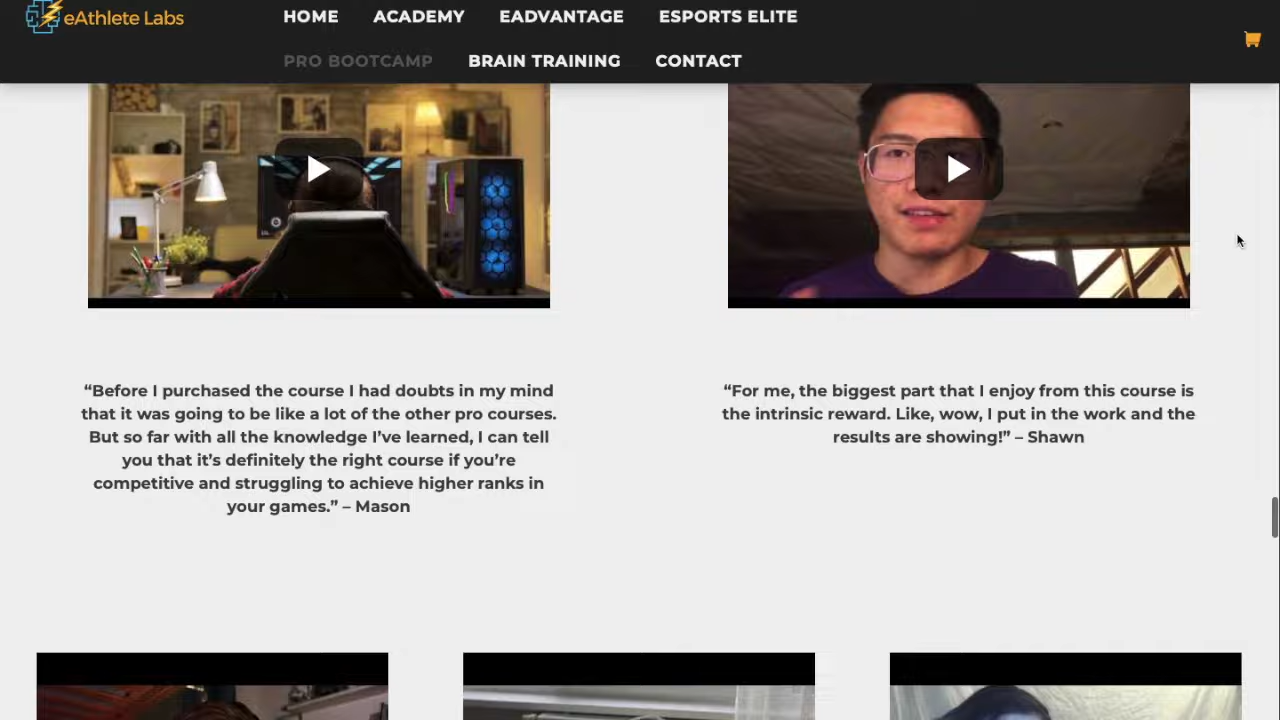 eAthlete Labs
HOME ACADEMY EADVANTAGE ESPORTS ELITE
PRO BOOTCAMP BRAIN TRAINING CONTACT
“Before I purchased the course I had doubts in my mind
that it was going to be like a lot of the other pro courses.
But so far with all the knowledge I’ve learned, I can tell
you that it’s definitely the right course if you’re
competitive and struggling to achieve higher ranks in
your games.” – Mason
“For me, the biggest part that I enjoy from this course is
the intrinsic reward. Like, wow, I put in the work and the
results are showing!” – Shawn